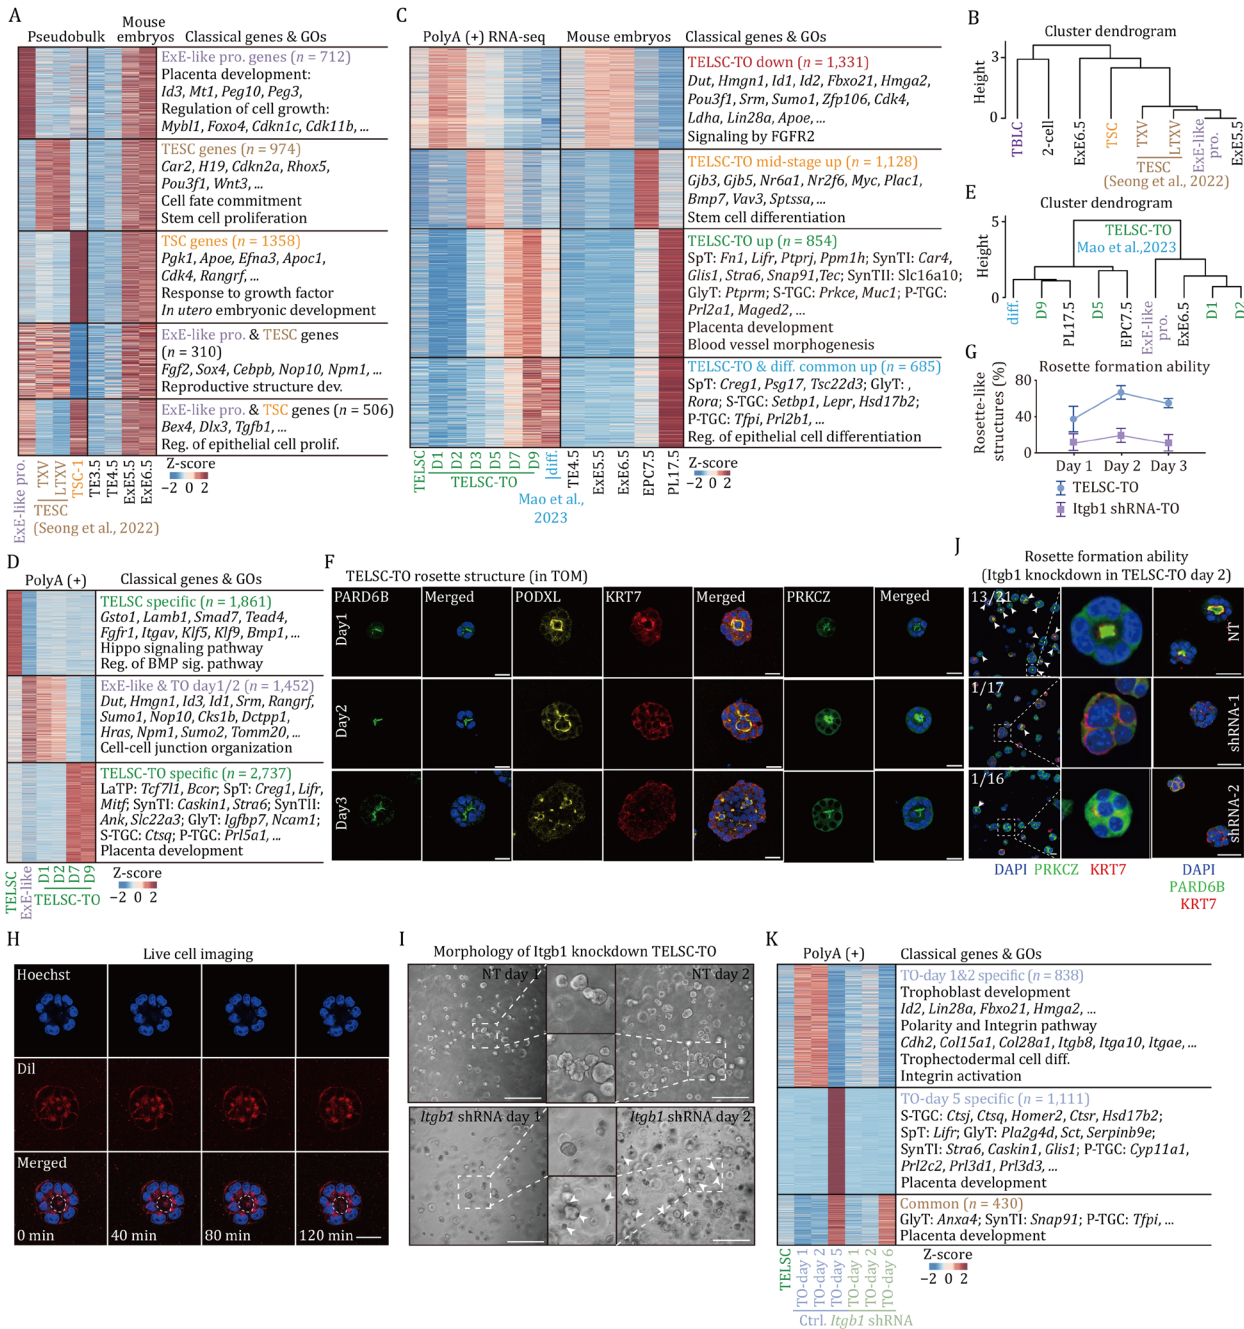 A
Pseudobulk
Mouse
embryos
Classical genes & GOs
ExE-like pro. genes (n = 712)
Placenta development:
Id3, Mt1, Peg10, Peg3,
Regulation of cell growth:
Mybl1, Foxo4, Cdkn1c, Cdk11b, ...
TESC genes (n = 974)
Car2, H19, Cdkn2a, Rhox5,
Pou3f1, Wnt3, ...
Cell fate commitment
Stem cell proliferation
TSC genes (n = 1358)
Pgk1, Apoe, Efna3, Apoc1,
Cdk4, Rangrf, ...
Response to growth factor
In utero embryonic development
ExE-like pro. & TESC genes
(n = 310)
Fgf2, Sox4, Cebpb, Nop10, Npm1, ...
Reproductive structure dev.
ExE-like pro. & TSC genes (n = 506)
Bex4, Dlx3, Tgfb1, ...
Reg. of epithelial cell prolif.
ExE-like pro.
TXV
LTXV
TSC-1
TE3.5
TE4.5
ExE5.5
ExE6.5
TESC
(Seong et al., 2022)
Z-score
−2 0 2
C
PolyA (+) RNA-seq
Mouse embryos
Classical genes & GOs
TELSC-TO down (n = 1,331)
Dut, Hmgn1, Id1, Id2, Fbxo21, Hmga2,
Pou3f1, Srm, Sumo1, Zfp106, Cdk4,
Ldha, Lin28a, Apoe, ...
Signaling by FGFR2
TELSC-TO mid-stage up (n = 1,128)
Gjb3, Gjb5, Nr6a1, Nr2f6, Myc, Plac1,
Bmp7, Vav3, Sptssa, ...
Stem cell differentiation
TELSC-TO up (n = 854)
SpT: Fn1, Lifr, Ptprj, Ppm1h; SynTI: Car4,
Glis1, Stra6, Snap91,Tec; SynTII: Slc16a10;
GlyT: Ptprm; S-TGC: Prkce, Muc1; P-TGC:
Prl2a1, Maged2, ...
Placenta development
Blood vessel morphogenesis
TELSC-TO & diff. common up (n = 685)
SpT: Creg1, Psg17, Tsc22d3; GlyT: ,
Rora; S-TGC: Setbp1, Lepr, Hsd17b2;
P-TGC: Tfpi, Prl2b1, ...
Reg. of epithelial cell differentiation
TELSC
D1
D2
D3
D5
D7
D9
diff.
TE4.5
ExE5.5
ExE6.5
EPC7.5
PL17.5
TELSC-TO
Mao et al.,
2023
Z-score
−2 0 2
B
Cluster dendrogram
Height
3
0
TBLC
2-cell
ExE6.5
TSC
TXV
LTXV
ExE-like
pro.
ExE5.5
TESC
(Seong et al., 2022)
E
Cluster dendrogram
Height
5
0
TELSC-TO
Mao et al.,2023
diff.
D9
PL17.5
D5
EPC7.5
ExE-like
pro.
ExE6.5
D1
D2
G
Rosette formation ability
Rosette-like
structures (%)
80
40
0
Day 1 Day 2 Day 3
TELSC-TO
Itgb1 shRNA-TO
D
PolyA (+)
Classical genes & GOs
TELSC specific (n = 1,861)
Gsto1, Lamb1, Smad7, Tead4,
Fgfr1, Itgav, Klf5, Klf9, Bmp1, ...
Hippo signaling pathway
Reg. of BMP sig. pathway
ExE-like & TO day1/2 (n = 1,452)
Dut, Hmgn1, Id3, Id1, Srm, Rangrf,
Sumo1, Nop10, Cks1b, Dctpp1,
Hras, Npm1, Sumo2, Tomm20, ...
Cell-cell junction organization
TELSC-TO specific (n = 2,737)
LaTP: Tcf7l1, Bcor; SpT: Creg1, Lifr,
Mitf; SynTI: Caskin1, Stra6; SynTII:
Ank, Slc22a3; GlyT: Igfbp7, Ncam1;
S-TGC: Ctsq; P-TGC: Prl5a1, ...
Placenta development
TELSC
ExE-like
D1
D2
D7
D9
TELSC-TO
Z-score
−2 0 2
F
TELSC-TO rosette structure (in TOM)
PARD6B
Merged
PODXL
KRT7
Merged
PRKCZ
Merged
Day1
Day2
Day3
J
Rosette formation ability
(Itgb1 knockdown in TELSC-TO day 2)
13/21
NT
1/17
shRNA-1
1/16
shRNA-2
DAPI PRKCZ KRT7
DAPI
PARD6B
KRT7
H
Live cell imaging
Hoechst
Dil
Merged
0 min
40 min
80 min
120 min
I
Morphology of Itgb1 knockdown TELSC-TO
NT day 1
NT day 2
Itgb1 shRNA day 1
Itgb1 shRNA day 2
K
PolyA (+)
Classical genes & GOs
TO-day 1&2 specific (n = 838)
Trophoblast development
Id2, Lin28a, Fbxo21, Hmga2, ...
Polarity and Integrin pathway
Cdh2, Col15a1, Col28a1, Itgb8, Itga10, Itgae, ...
Trophectodermal cell diff.
Integrin activation
TO-day 5 specific (n = 1,111)
S-TGC: Ctsj, Ctsq, Homer2, Ctsr, Hsd17b2;
SpT: Lifr; GlyT: Pla2g4d, Sct, Serpinb9e;
SynTI: Stra6, Caskin1, Glis1; P-TGC: Cyp11a1,
Prl2c2, Prl3d1, Prl3d3, ...
Placenta development
Common (n = 430)
GlyT: Anxa4; SynTI: Snap91; P-TGC: Tfpi, ...
Placenta development
TELSC
TO-day 1
TO-day 2
TO-day 5
TO-day 1
TO-day 2
TO-day 6
Ctrl. Itgb1 shRNA
Z-score
−2 0 2